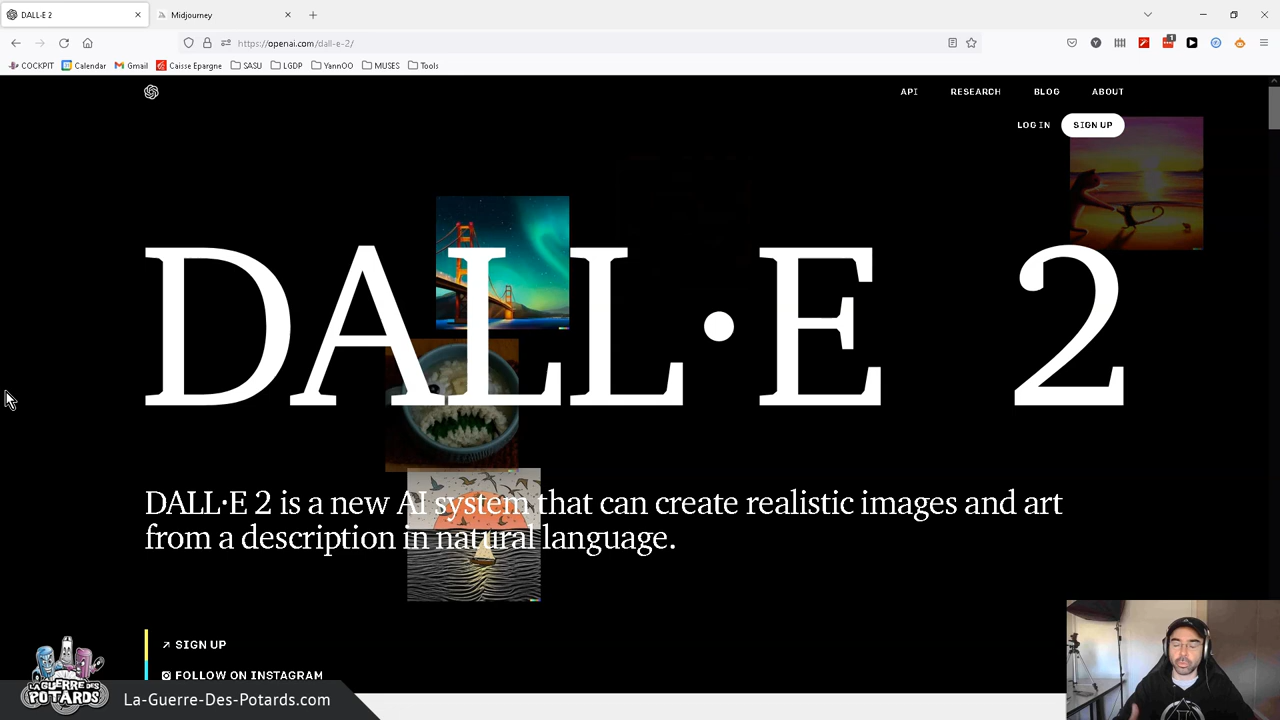 DALL-E 2
Midjourney
https://openai.com/dall-e-2/
COCKPIT Calendar Gmail Caisse Epargne SASU LGDP YannOO MUSES Tools
API RESEARCH BLOG ABOUT
LOG IN SIGN UP
DALL·E 2
DALL·E 2 is a new AI system that can create realistic images and art
from a description in natural language.
SIGN UP
FOLLOW ON INSTAGRAM
LA GUERRE DES
POTARDS
La-Guerre-Des-Potards.com